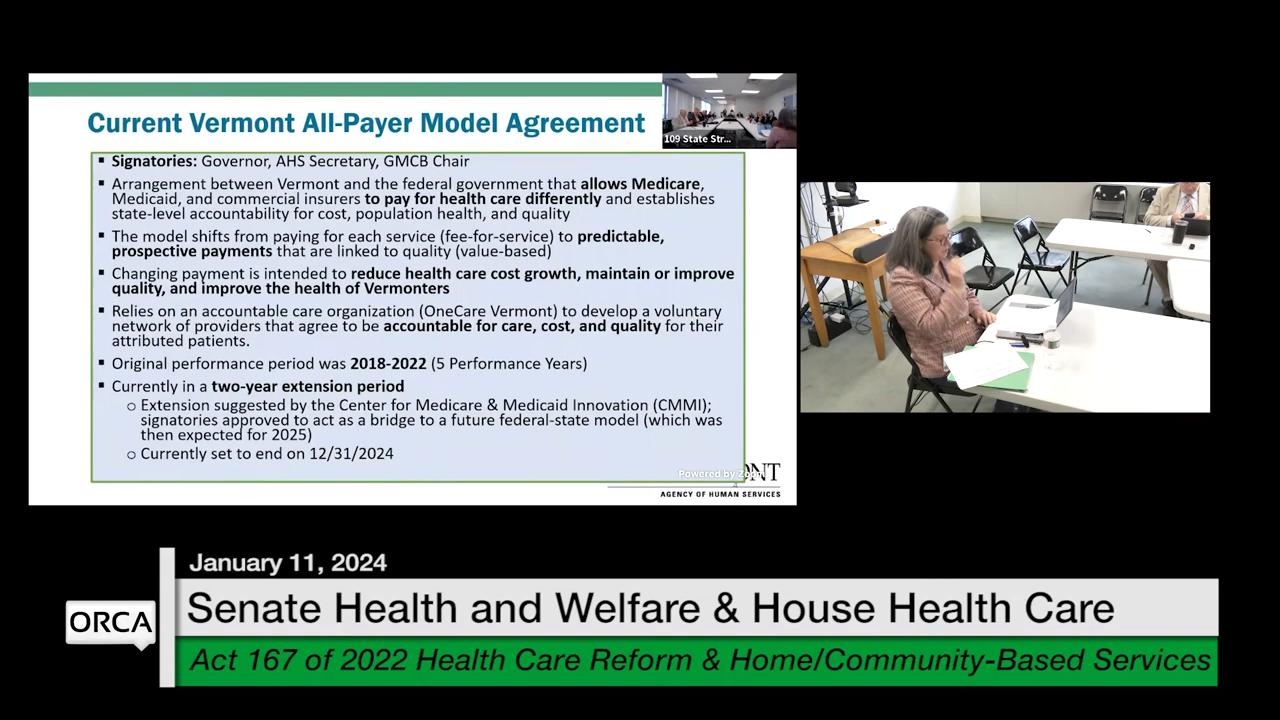 Current Vermont All-Payer Model Agreement
109 State Str...
▪ Signatories: Governor, AHS Secretary, GMCB Chair
▪ Arrangement between Vermont and the federal government that allows Medicare,
Medicaid, and commercial insurers to pay for health care differently and establishes
state-level accountability for cost, population health, and quality
▪ The model shifts from paying for each service (fee-for-service) to predictable,
prospective payments that are linked to quality (value-based)
▪ Changing payment is intended to reduce health care cost growth, maintain or improve
quality, and improve the health of Vermonters
▪ Relies on an accountable care organization (OneCare Vermont) to develop a voluntary
network of providers that agree to be accountable for care, cost, and quality for their
attributed patients.
▪ Original performance period was 2018-2022 (5 Performance Years)
▪ Currently in a two-year extension period
o Extension suggested by the Center for Medicare & Medicaid Innovation (CMMI);
signatories approved to act as a bridge to a future federal-state model (which was
then expected for 2025)
o Currently set to end on 12/31/2024
Powered by Zoom
AGENCY OF HUMAN SERVICES
January 11, 2024
ORCA
Senate Health and Welfare & House Health Care
Act 167 of 2022 Health Care Reform & Home/Community-Based Services